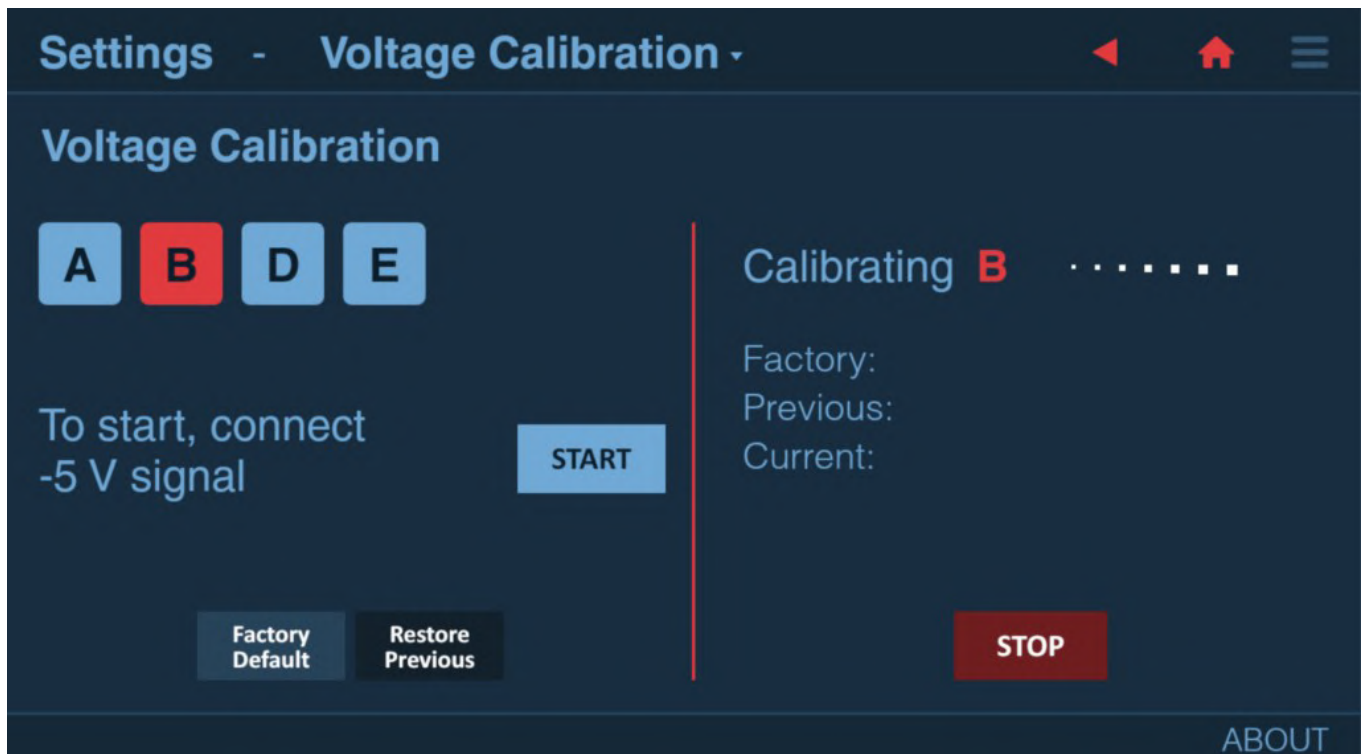 Settings - Voltage Calibration
Voltage Calibration
A B D E
To start, connect
-5 V signal
START
Factory
Default
Restore
Previous
Calibrating B
Factory:
Previous:
Current:
STOP
ABOUT